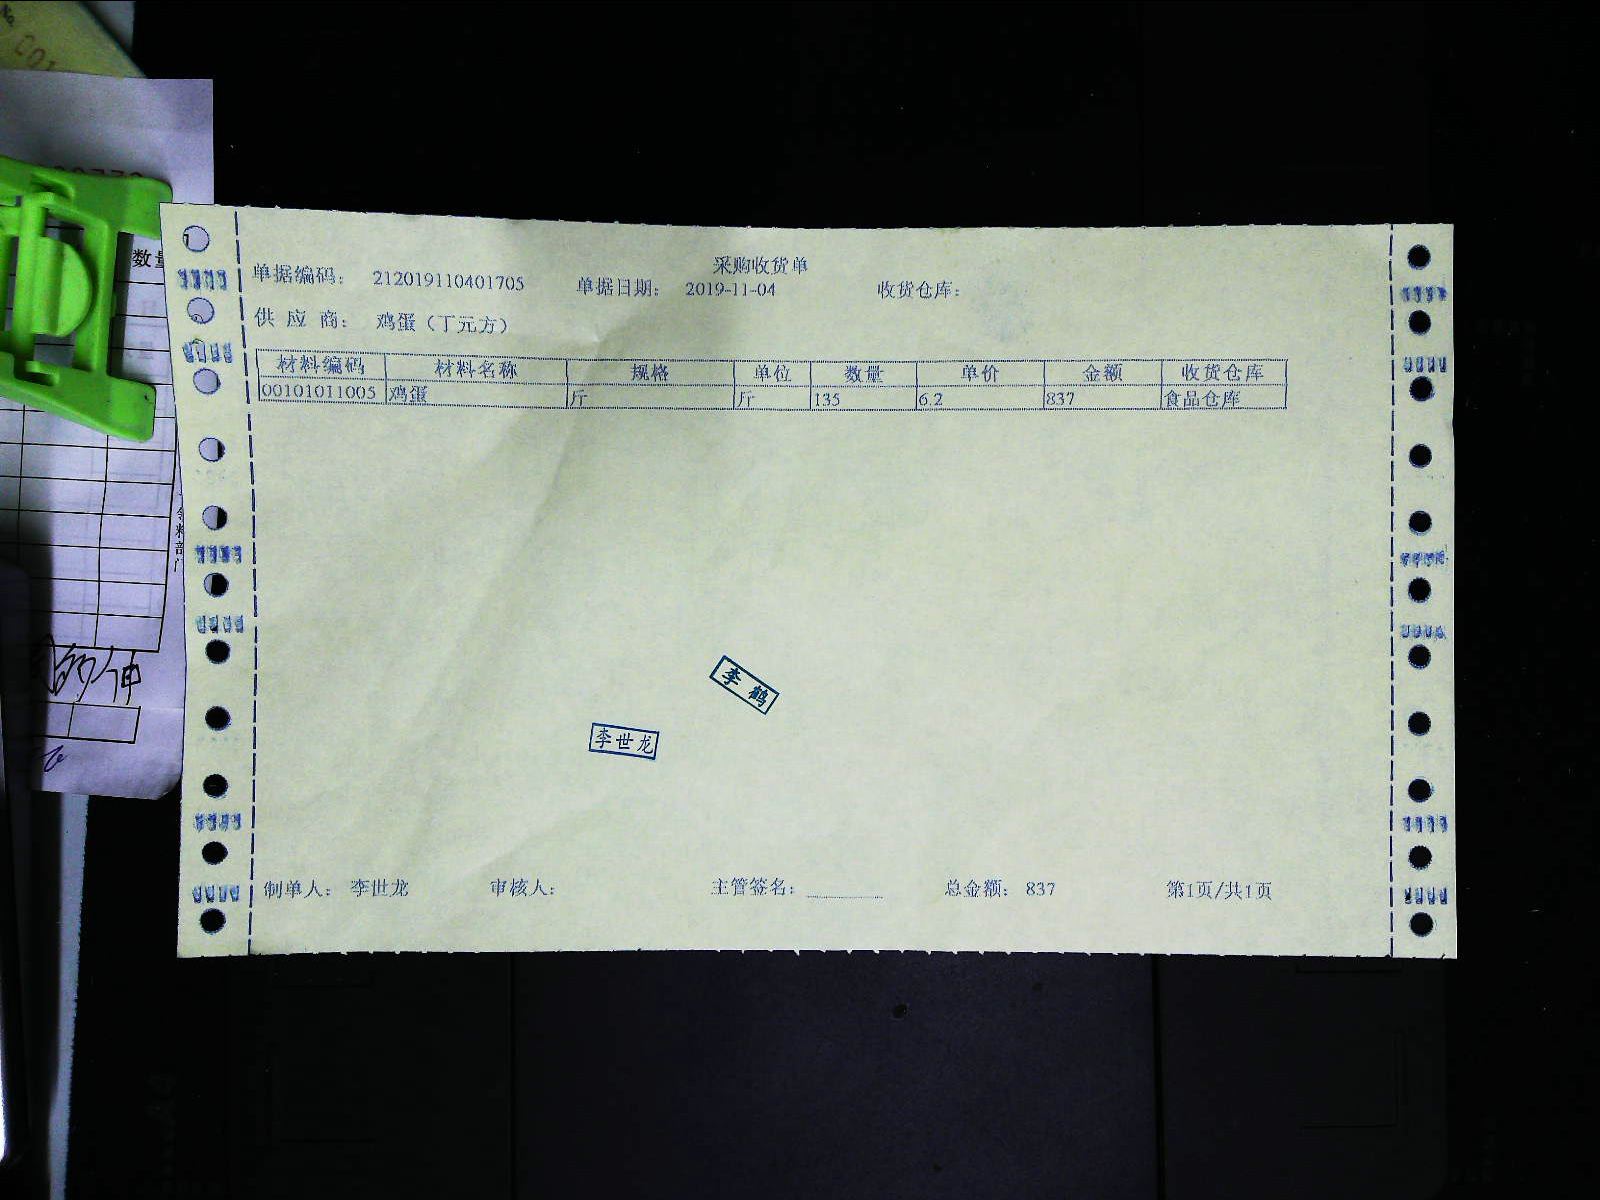 No.
数量
采购收货单
单据编码: 212019110401705 单据日期: 2019-11-04 收货仓库:
供 应 商: 鸡蛋(丁元方)
材料编码 材料名称 规格 单位 数量 单价 金额 收货仓库
00101011005 鸡蛋 斤 斤 135 6.2 837 食品仓库
李鹤
李世龙
制单人: 李世龙 审核人: 主管签名: 总金额: 837 第1页/共1页